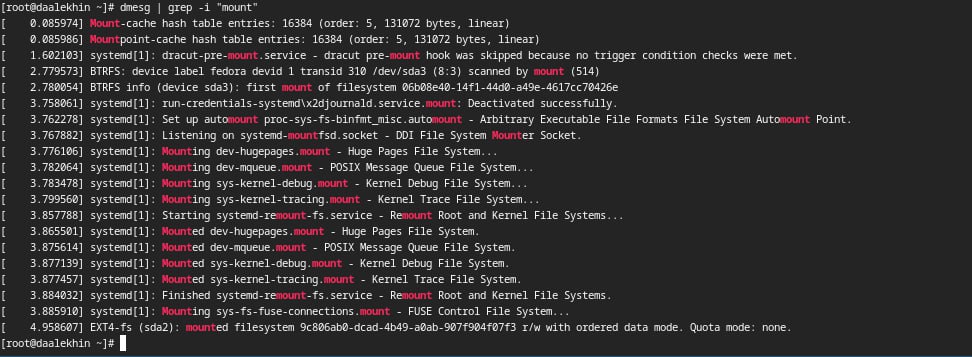 [root@daalekhin ~]# dmesg | grep -i "mount"
[    0.085974] Mount-cache hash table entries: 16384 (order: 5, 131072 bytes, linear)
[    0.085986] Mountpoint-cache hash table entries: 16384 (order: 5, 131072 bytes, linear)
[    1.602103] systemd[1]: dracut-pre-mount.service - dracut pre-mount hook was skipped because no trigger condition checks were met.
[    2.779573] BTRFS: device label fedora devid 1 transid 310 /dev/sda3 (8:3) scanned by mount (514)
[    2.780054] BTRFS info (device sda3): first mount of filesystem 06b08e40-14f1-44d0-a49e-4617cc70426e
[    3.758061] systemd[1]: run-credentials-systemd\x2djournald.service.mount: Deactivated successfully.
[    3.762278] systemd[1]: Set up automount proc-sys-fs-binfmt_misc.automount - Arbitrary Executable File Formats File System Automount Point.
[    3.767882] systemd[1]: Listening on systemd-mountfsd.socket - DDI File System Mounter Socket.
[    3.776106] systemd[1]: Mounting dev-hugepages.mount - Huge Pages File System...
[    3.782064] systemd[1]: Mounting dev-mqueue.mount - POSIX Message Queue File System...
[    3.783478] systemd[1]: Mounting sys-kernel-debug.mount - Kernel Debug File System...
[    3.799560] systemd[1]: Mounting sys-kernel-tracing.mount - Kernel Trace File System...
[    3.857788] systemd[1]: Starting systemd-remount-fs.service - Remount Root and Kernel File Systems...
[    3.865501] systemd[1]: Mounted dev-hugepages.mount - Huge Pages File System.
[    3.875614] systemd[1]: Mounted dev-mqueue.mount - POSIX Message Queue File System.
[    3.877139] systemd[1]: Mounted sys-kernel-debug.mount - Kernel Debug File System.
[    3.877457] systemd[1]: Mounted sys-kernel-tracing.mount - Kernel Trace File System.
[    3.884032] systemd[1]: Finished systemd-remount-fs.service - Remount Root and Kernel File Systems.
[    3.885910] systemd[1]: Mounting sys-fs-fuse-connections.mount - FUSE Control File System...
[    4.958607] EXT4-fs (sda2): mounted filesystem 9c806ab0-dcad-4b49-a0ab-907f904f07f3 r/w with ordered data mode. Quota mode: none.
[root@daalekhin ~]#